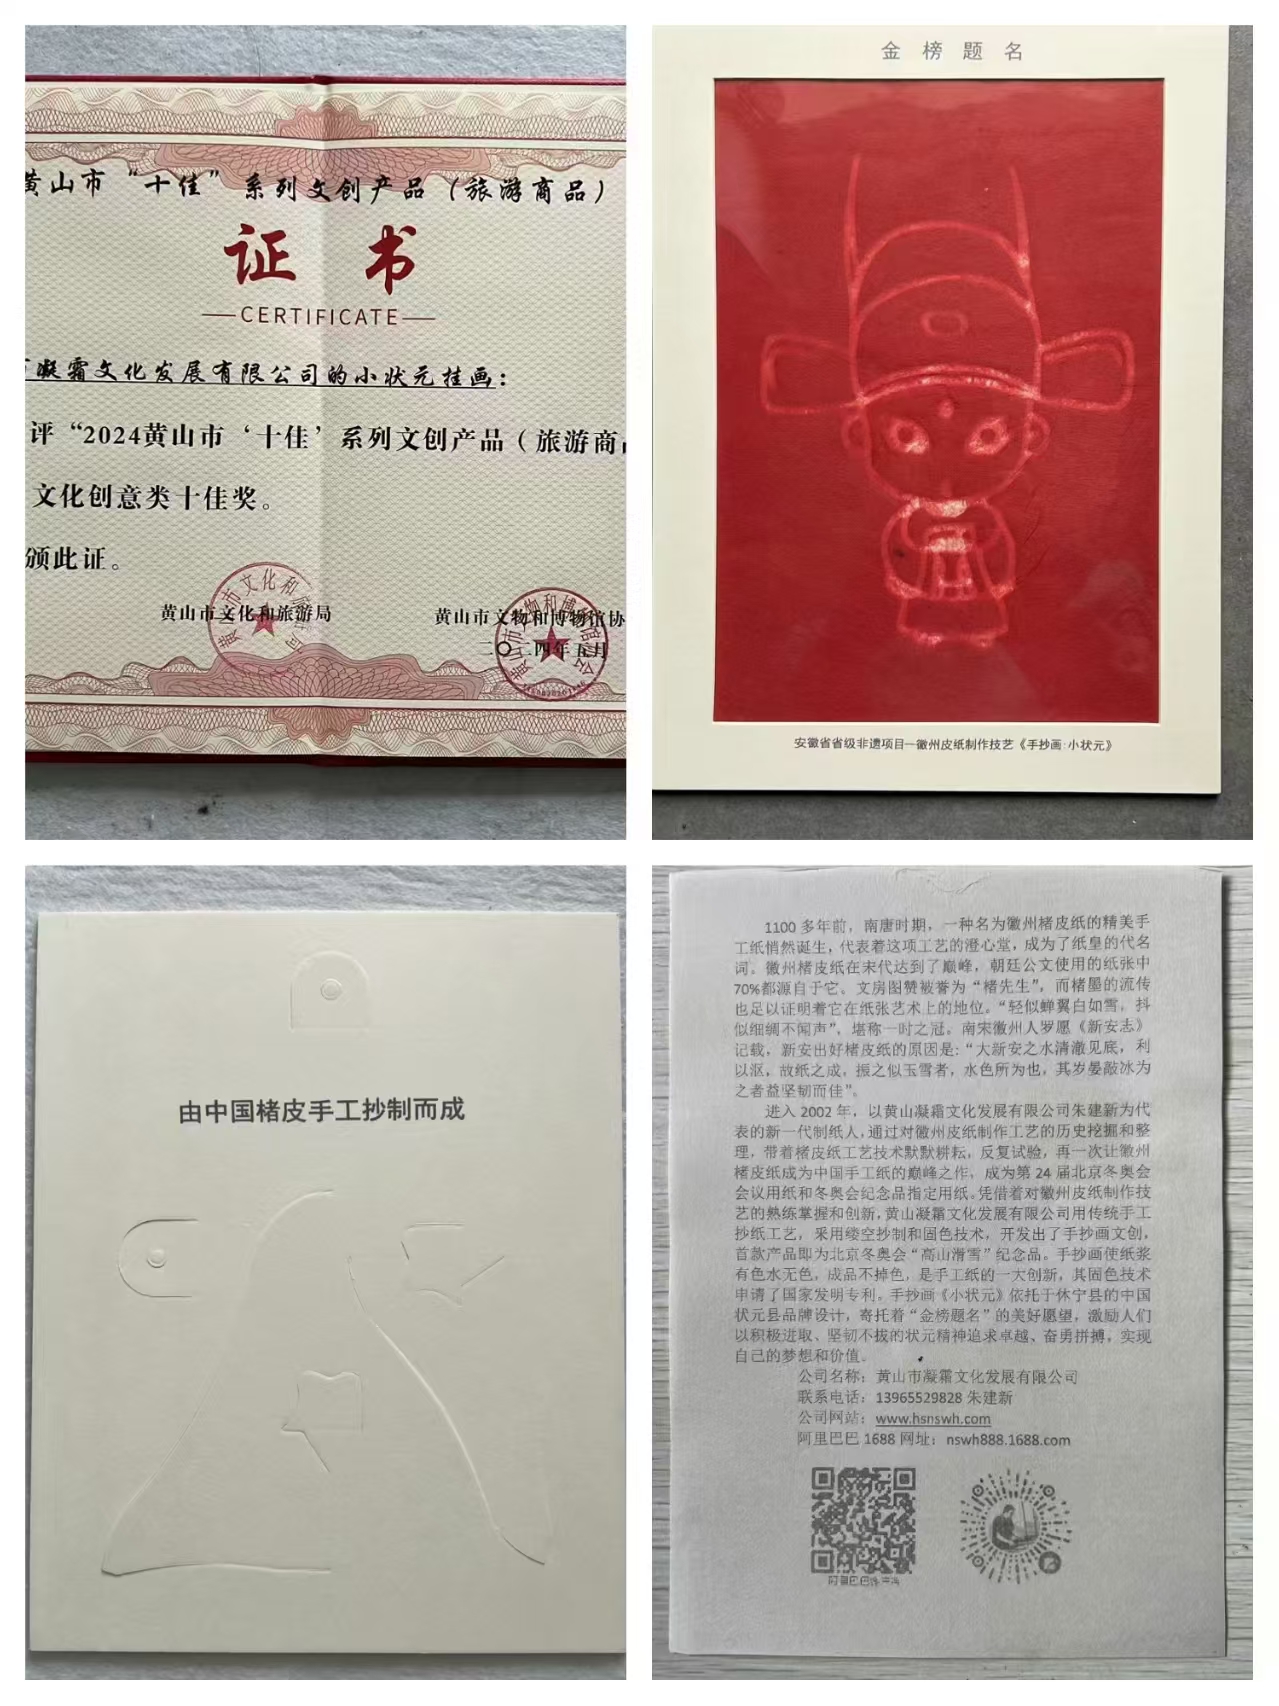 黄山市“十佳”系列文创产品（旅游商品）
证书
CERTIFICATE
凝霜文化发展有限公司的小状元挂画：
评“2024黄山市‘十佳’系列文创产品（旅游商
文化创意类十佳奖。
颁此证。
黄山市文化和旅游局
黄山市文物和博物馆协
二〇二四年五月
金榜题名
安徽省省级非遗项目—徽州皮纸制作技艺《手抄画:小状元》
由中国楮皮手工抄制而成
1100 多年前，南唐时期，一种名为徽州楮皮纸的精美手
工纸悄然诞生，代表着这项工艺的澄心堂，成为了纸皇的代名
词。徽州楮皮纸在宋代达到了巅峰，朝廷公文使用的纸张中
70%都源自于它。文房图赞被誉为“楮先生”，而楮墨的流传
也足以证明着它在纸张艺术上的地位。“轻似蝉翼白如雪，抖
似细绸不闻声”，堪称一时之冠。南宋徽州人罗愿《新安志》
记载，新安出好楮皮纸的原因是：“大新安之水清澈见底，利
以沤，故纸之成，振之似玉雪者，水色所为也，其岁晏敲冰为
之者益坚韧而佳”。
进入 2002 年，以黄山凝霜文化发展有限公司朱建新为代
表的新一代制纸人，通过对徽州皮纸制作工艺的历史挖掘和整
理，带着楮皮纸工艺技术默默耕耘，反复试验，再一次让徽州
楮皮纸成为中国手工纸的巅峰之作，成为第 24 届北京冬奥会
会议用纸和冬奥会纪念品指定用纸。凭借着对徽州皮纸制作技
艺的熟练掌握和创新，黄山凝霜文化发展有限公司用传统手工
抄纸工艺，采用镂空抄制和固色技术，开发出了手抄画文创，
首款产品即为北京冬奥会“高山滑雪”纪念品。手抄画使纸浆
有色水无色，成品不掉色，是手工纸的一大创新，其固色技术
申请了国家发明专利。手抄画《小状元》依托于休宁县的中国
状元县品牌设计，寄托着“金榜题名”的美好愿望，激励人们
以积极进取、坚韧不拔的状元精神追求卓越、奋勇拼搏，实现
自己的梦想和价值。
公司名称：黄山市凝霜文化发展有限公司
联系电话：13965529828 朱建新
公司网站：www.hsnswh.com
阿里巴巴 1688 网址：nswh888.1688.com